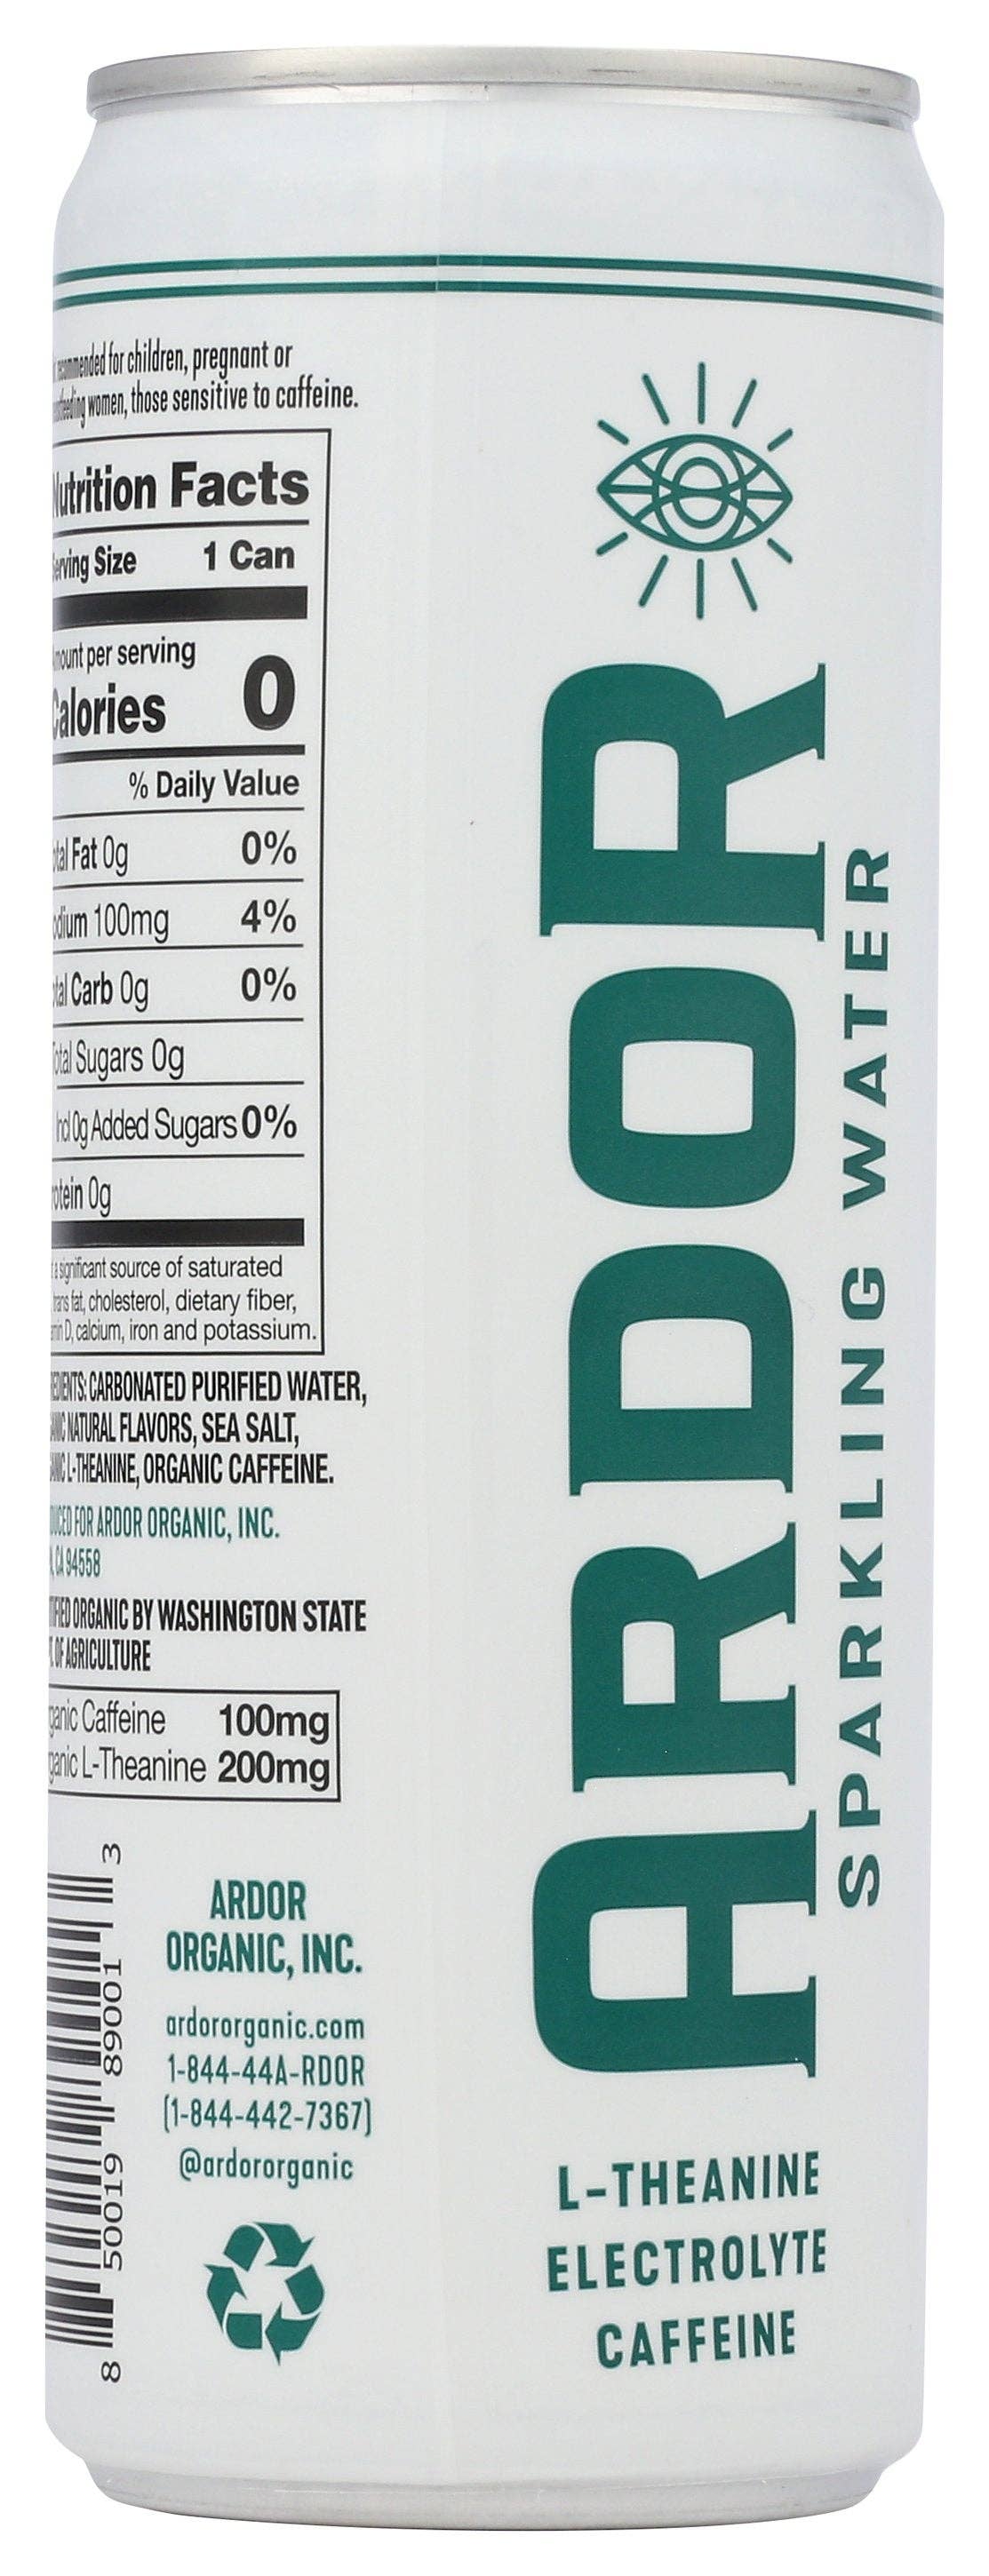 recommended for children, pregnant or
women, those sensitive to caffeine.
Nutrition Facts
Serving Size 1 Can
Amount per serving
Calories 0
% Daily Value
Total Fat 0g 0%
Sodium 100mg 4%
Total Carb 0g 0%
Total Sugars 0g
Incl 0g Added Sugars 0%
Protein 0g
a significant source of saturated
trans fat, cholesterol, dietary fiber,
D, calcium, iron and potassium.
CARBONATED PURIFIED WATER,
NATURAL FLAVORS, SEA SALT,
L-THEANINE, ORGANIC CAFFEINE.
FOR ARDOR ORGANIC, INC.
CA 94558
ORGANIC BY WASHINGTON STATE
OF AGRICULTURE
Organic Caffeine 100mg
Organic L-Theanine 200mg
8 50019 89001 3
ARDOR
ORGANIC, INC.
ardororganic.com
1-844-44A-RDOR
(1-844-442-7367)
@ardororganic
ARDOR
SPARKLING WATER
L-THEANINE
ELECTROLYTE
CAFFEINE